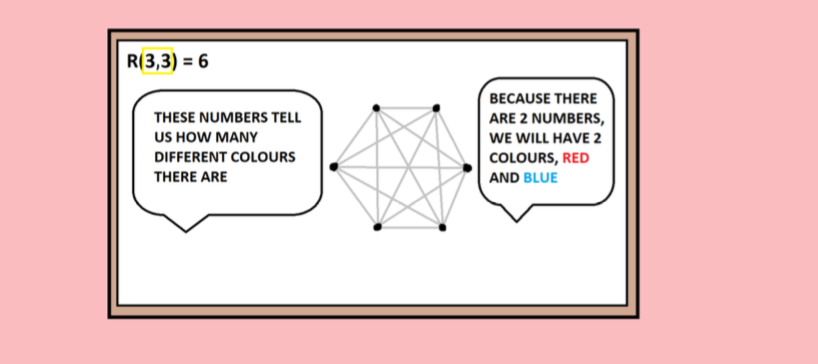 R(3,3) = 6
THESE NUMBERS TELL
US HOW MANY
DIFFERENT COLOURS
THERE ARE
BECAUSE THERE
ARE 2 NUMBERS,
WE WILL HAVE 2
COLOURS, RED
AND BLUE